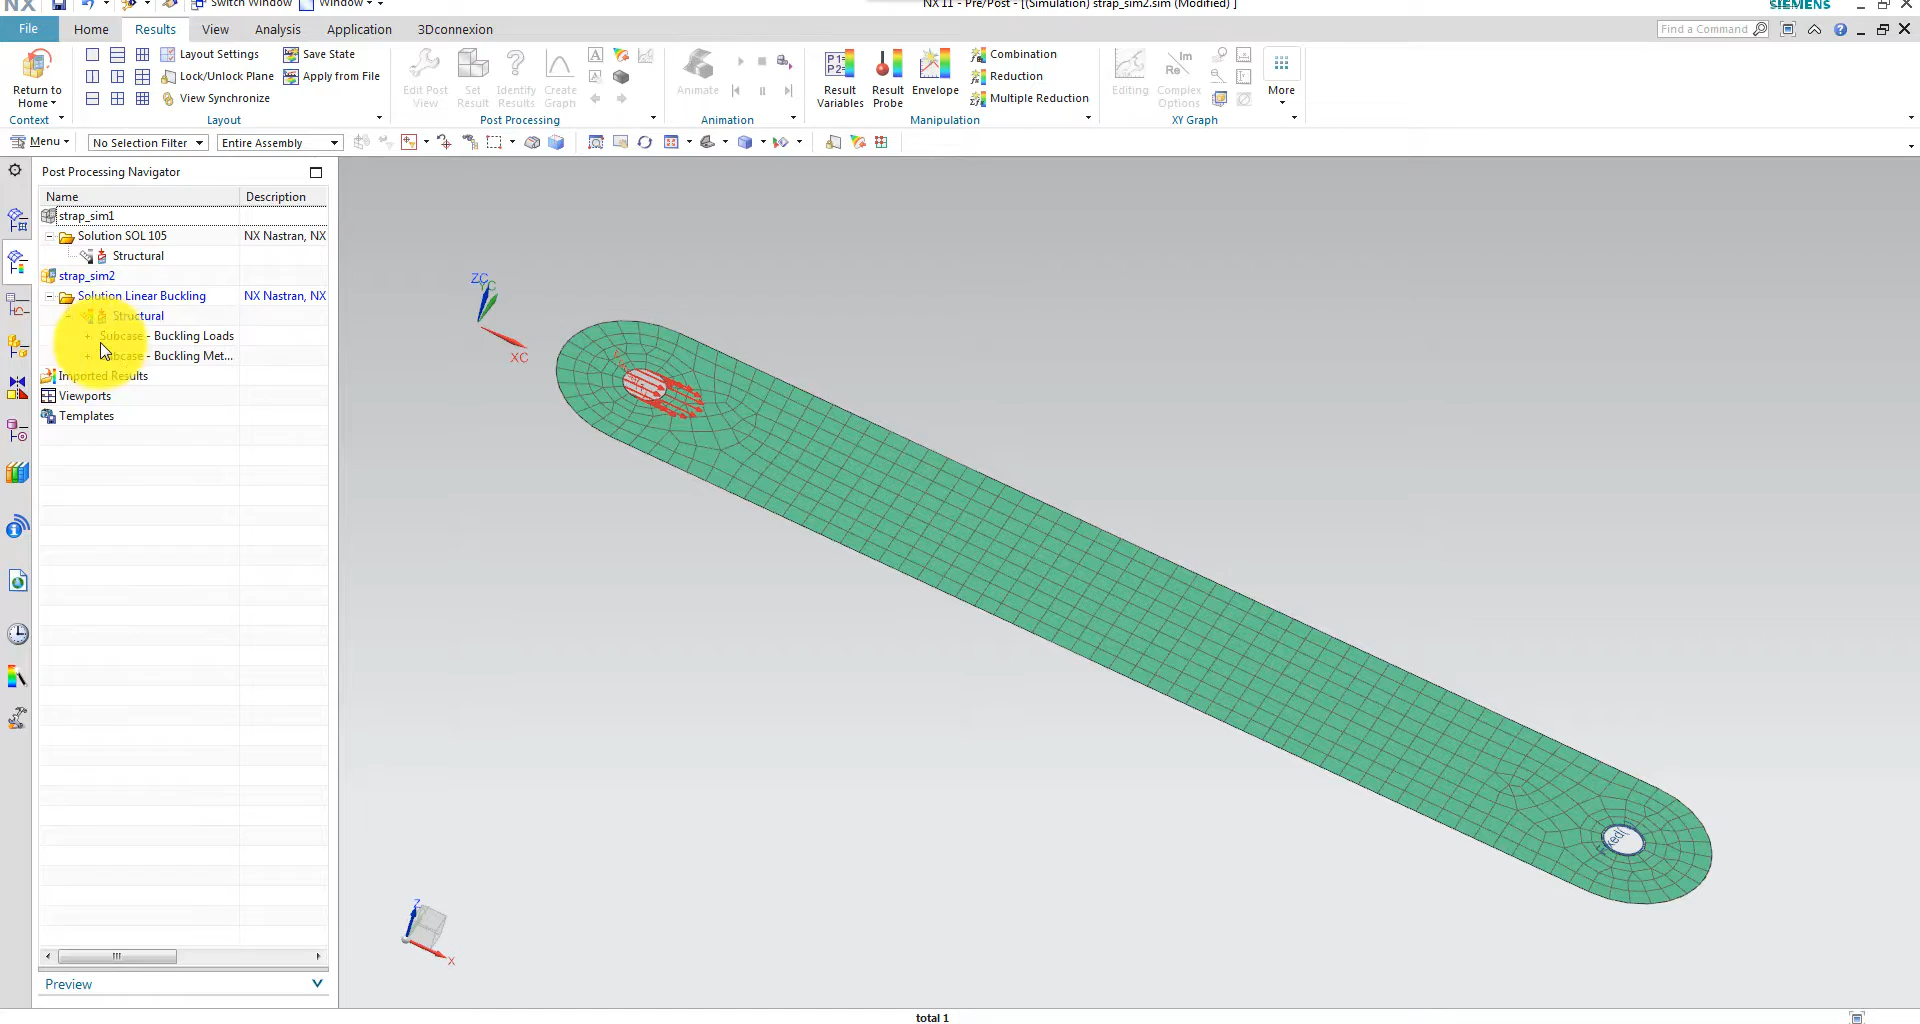 NX
Switch Window
Window
NX 11 - Pre/Post - [(Simulation) strap_sim2.sim (Modified) ]
SIEMENS
File
Home
Results
View
Analysis
Application
3Dconnexion
Find a Command
Return to Home
Layout Settings
Lock/Unlock Plane
View Synchronize
Save State
Apply from File
Edit Post View
Set Result
Identify Results
Create Graph
Animate
Result Variables
Result Probe
Envelope
Combination
Reduction
Multiple Reduction
Editing
Complex Options
More
Context
Layout
Post Processing
Animation
Manipulation
XY Graph
Menu
No Selection Filter
Entire Assembly
Post Processing Navigator
Name
Description
strap_sim1
Solution SOL 105
NX Nastran, NX
Structural
strap_sim2
Solution Linear Buckling
NX Nastran, NX
Structural
Subcase - Buckling Loads
Subcase - Buckling Met...
Imported Results
Viewports
Templates
Preview
ZC
YC
XC
Z
X
total 1